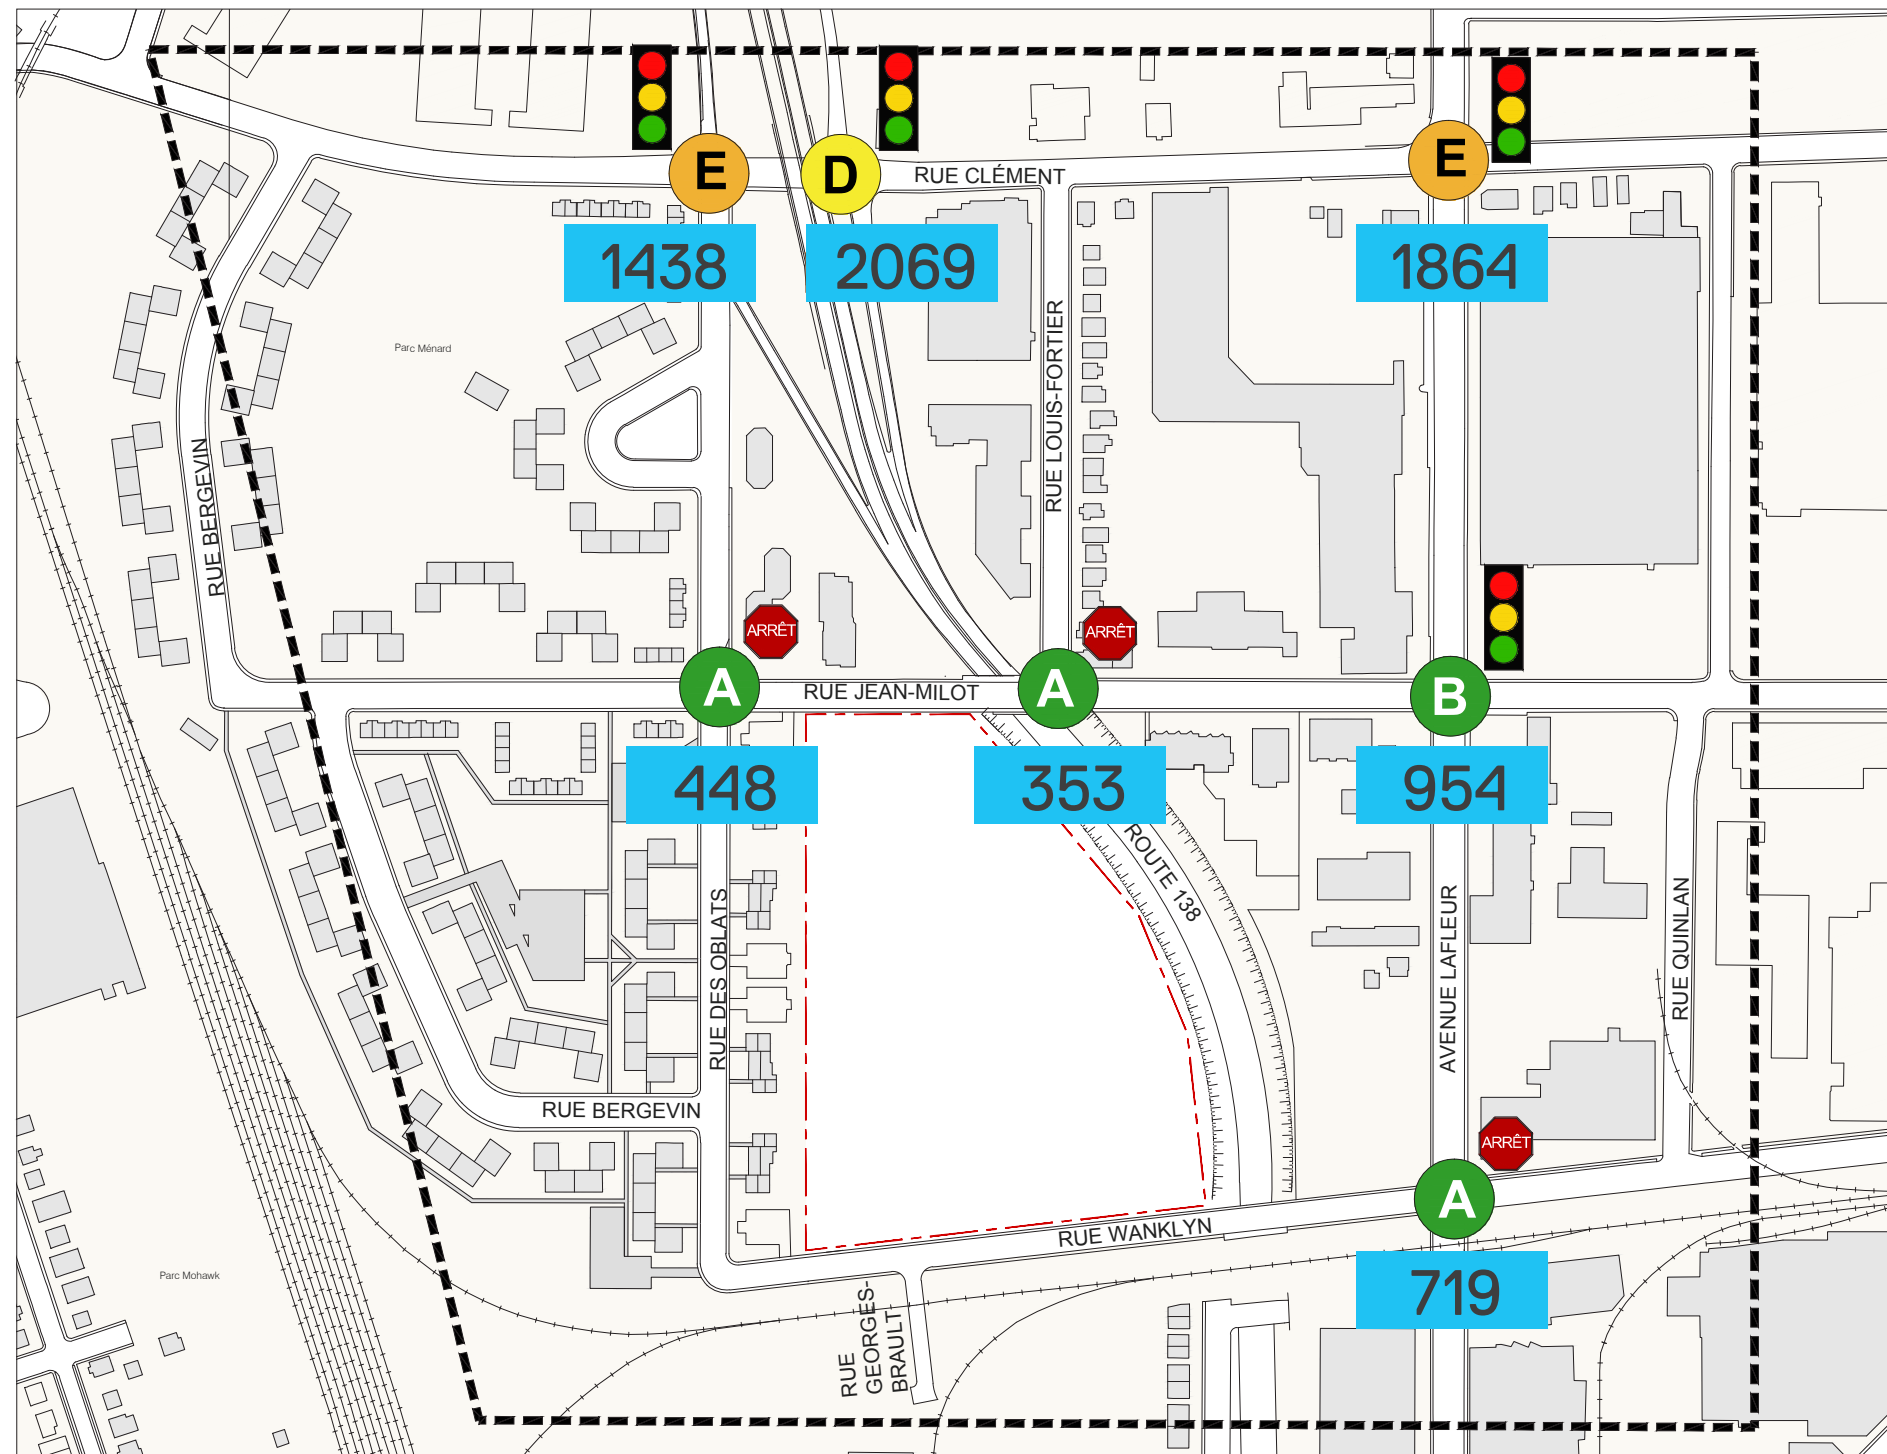 E
D
E
RUE CLÉMENT
1438
2069
1864
Parc Ménard
RUE LOUIS-FORTIER
RUE BERGEVIN
ARRÊT
ARRÊT
A
RUE JEAN-MILOT
A
B
448
353
954
ROUTE 138
RUE DES OBLATS
AVENUE LAFLEUR
RUE QUINLAN
RUE BERGEVIN
ARRÊT
A
RUE WANKLYN
Parc Mohawk
719
RUE
GEORGES-
BRAULT